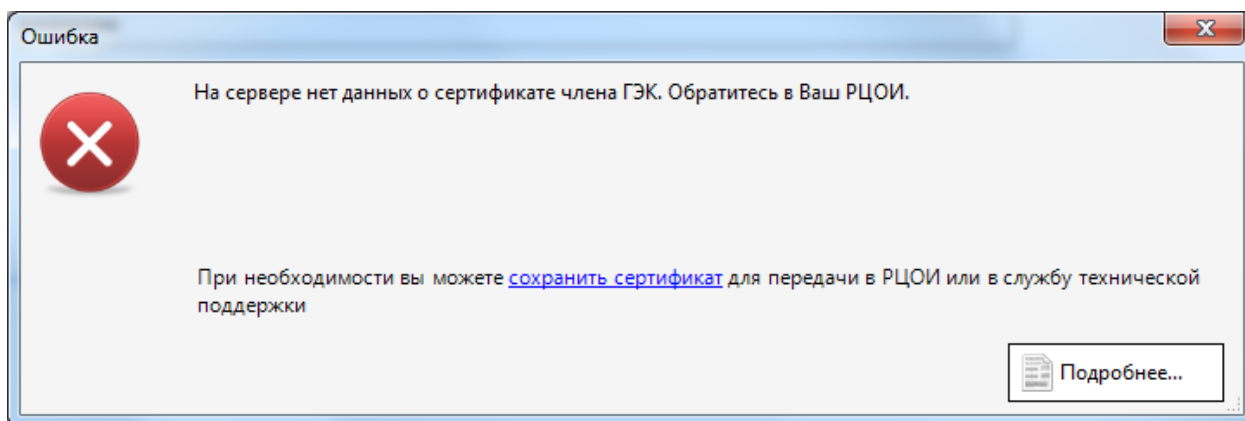 Ошибка
На сервере нет данных о сертификате члена ГЭК. Обратитесь в Ваш РЦОИ.
При необходимости вы можете сохранить сертификат для передачи в РЦОИ или в службу технической
поддержки
Подробнее...